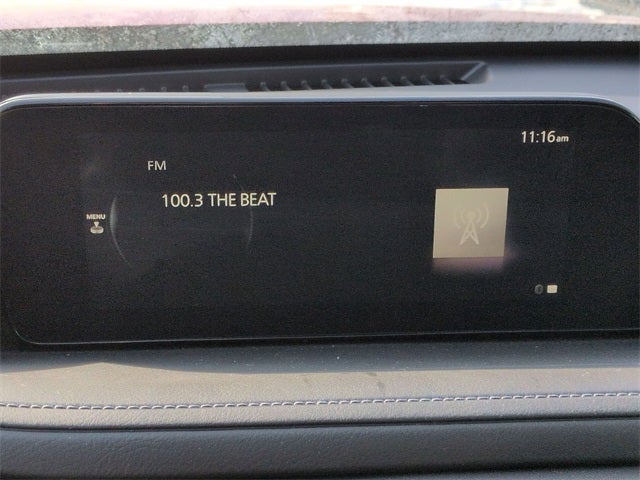 11:16am
FM
100.3 THE BEAT
MENU